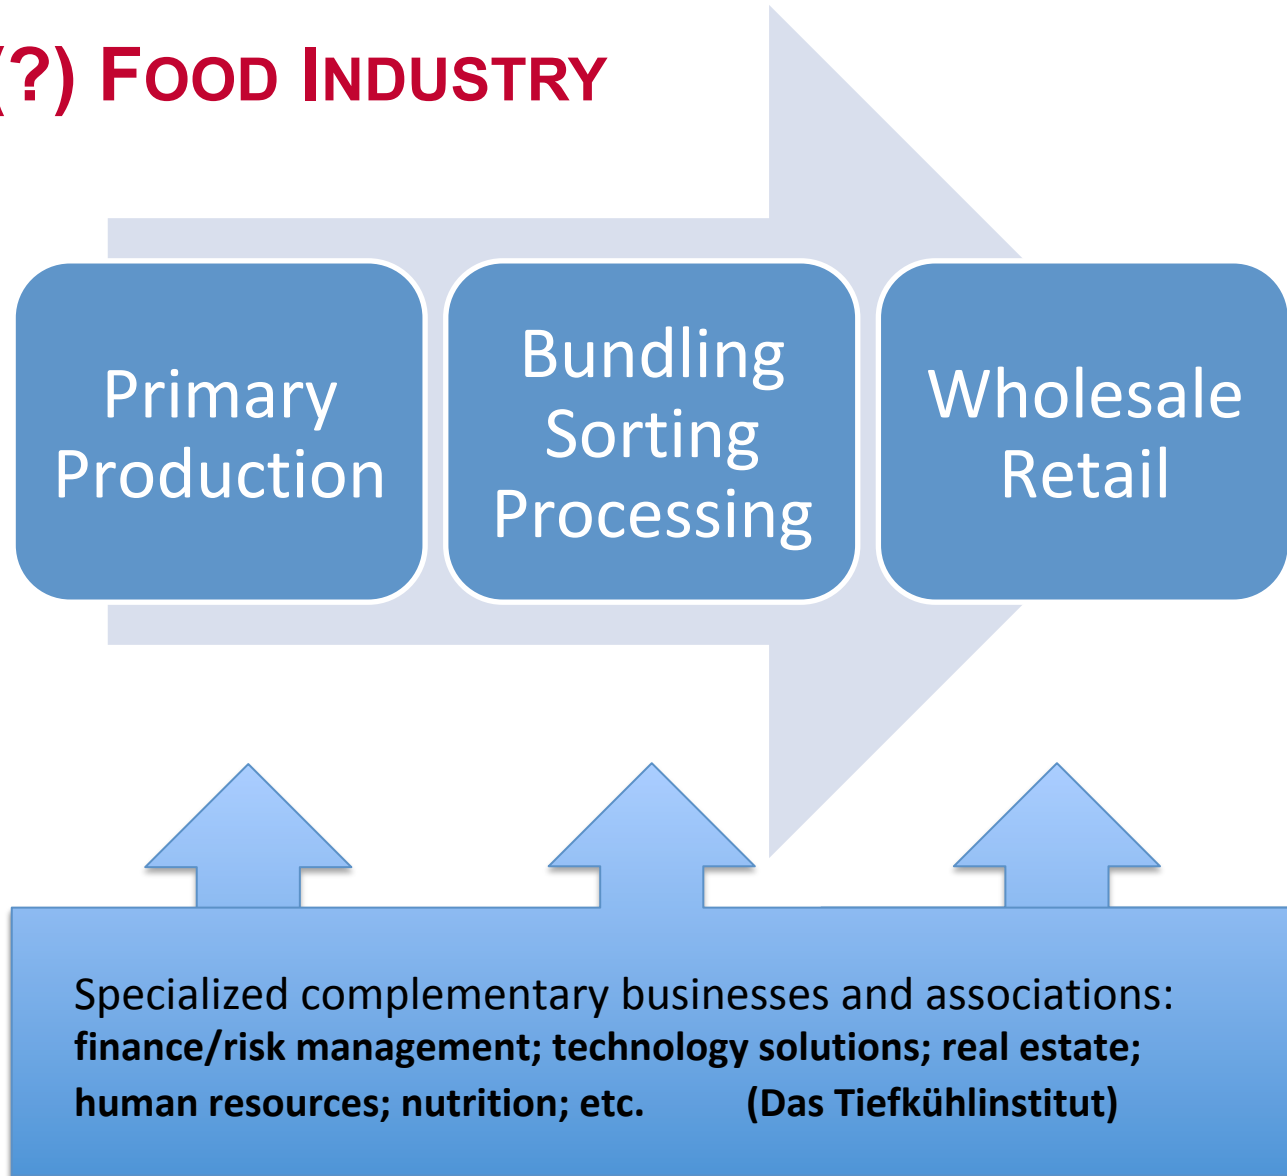 (?) FOOD INDUSTRY
Primary
Production
Bundling
Sorting
Processing
Wholesale
Retail
Specialized complementary businesses and associations:
finance/risk management; technology solutions; real estate;
human resources; nutrition; etc. (Das Tiefkühlinstitut)